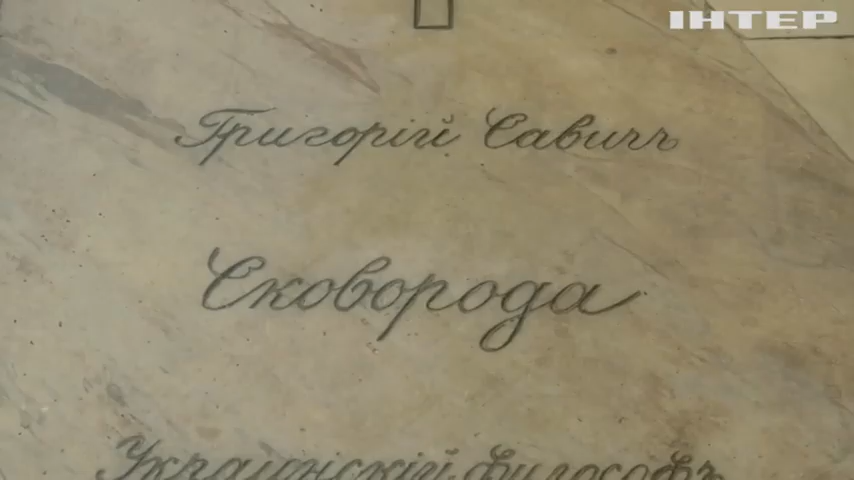 ІНТЕР
Григорій Савичъ
Сковорода
Украинскій философъ